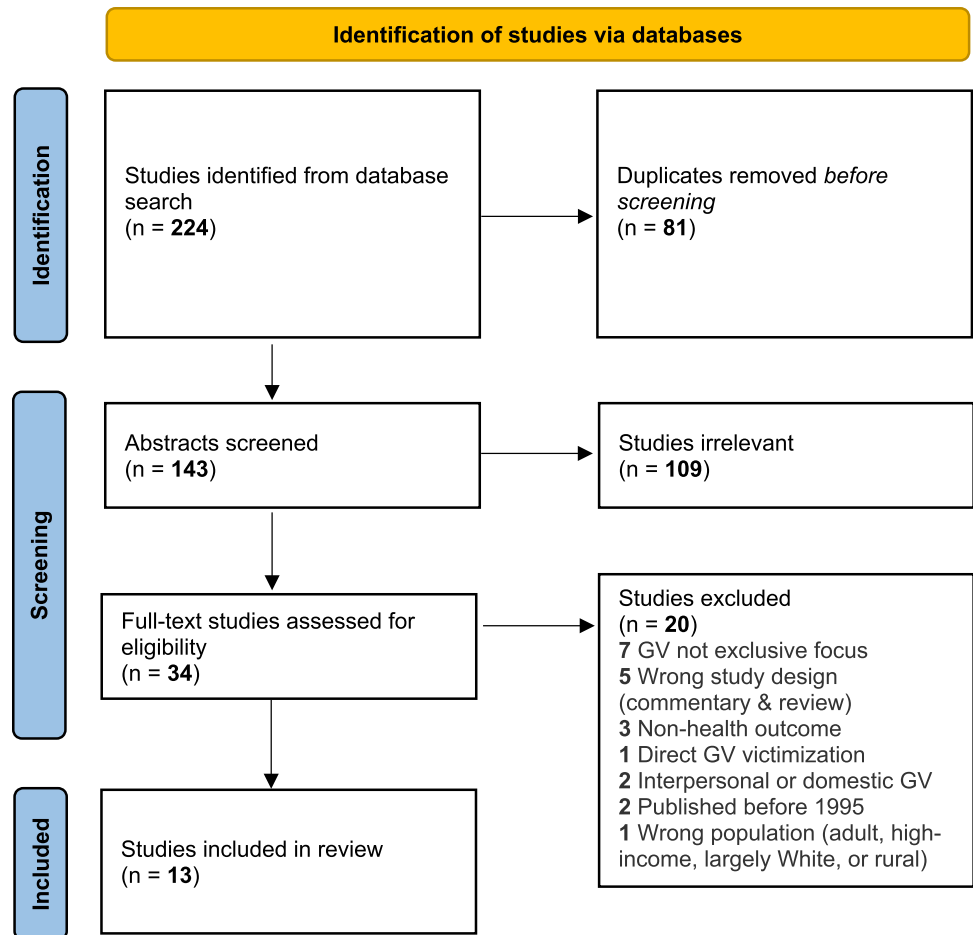 Identification of studies via databases
Identification
Studies identified from database
search
(n = 224)
Duplicates removed before
screening
(n = 81)
Screening
Abstracts screened
(n = 143)
Studies irrelevant
(n = 109)
Full-text studies assessed for
eligibility
(n = 34)
Studies excluded
(n = 20)
7 GV not exclusive focus
5 Wrong study design
(commentary & review)
3 Non-health outcome
1 Direct GV victimization
2 Interpersonal or domestic GV
2 Published before 1995
1 Wrong population (adult, high-
income, largely White, or rural)
Included
Studies included in review
(n = 13)